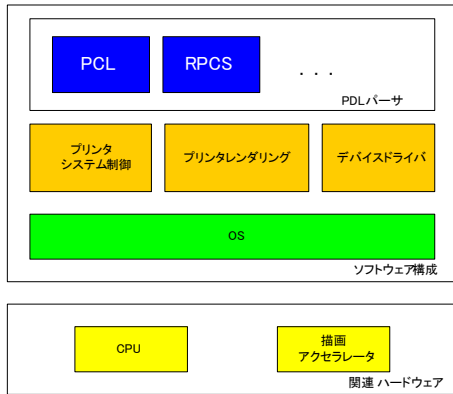 PCL
RPCS
. . .
PDLパーサ
プリンタ
システム制御
プリンタレンダリング
デバイスドライバ
OS
ソフトウェア構成
CPU
描画
アクセラレータ
関連 ハードウェア